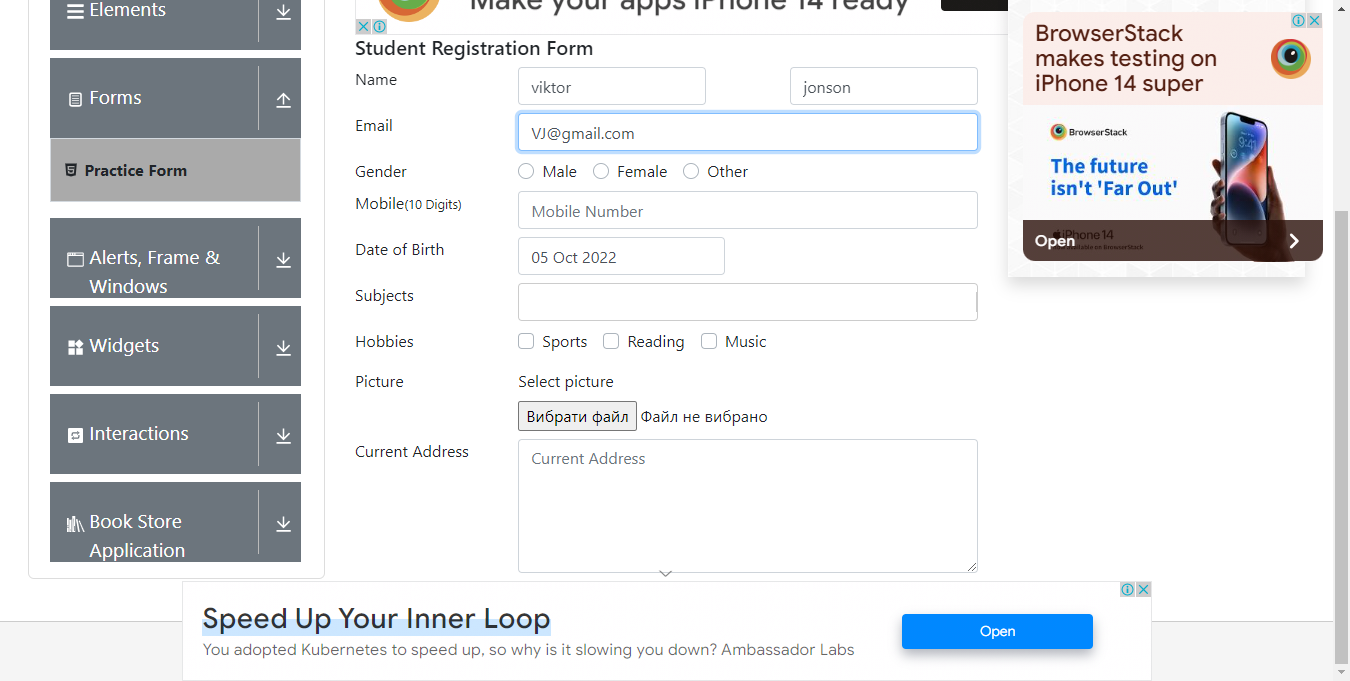 Elements
Forms
Practice Form
Alerts, Frame &
Windows
Widgets
Interactions
Book Store
Application
Make your apps iPhone 14 ready
Student Registration Form
Name
viktor
jonson
Email
VJ@gmail.com
Gender
Male
Female
Other
Mobile(10 Digits)
Mobile Number
Date of Birth
05 Oct 2022
Subjects
Hobbies
Sports
Reading
Music
Picture
Select picture
Вибрати файл Файл не вибрано
Current Address
Current Address
BrowserStack
makes testing on
iPhone 14 super
BrowserStack
The future
isn't 'Far Out'
9:41
iPhone 14
Open
Speed Up Your Inner Loop
You adopted Kubernetes to speed up, so why is it slowing you down? Ambassador Labs
Open